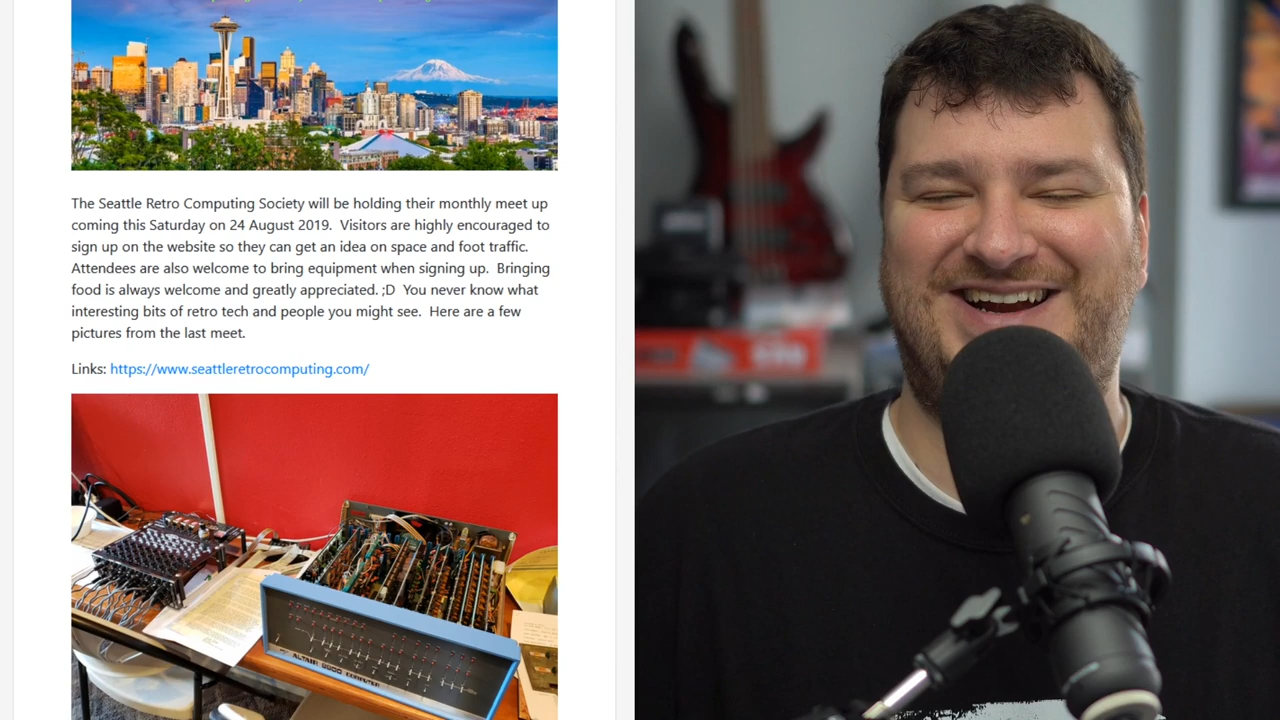 The Seattle Retro Computing Society will be holding their monthly meet up
coming this Saturday on 24 August 2019.  Visitors are highly encouraged to
sign up on the website so they can get an idea on space and foot traffic.
Attendees are also welcome to bring equipment when signing up.  Bringing
food is always welcome and greatly appreciated. ;D  You never know what
interesting bits of retro tech and people you might see.  Here are a few
pictures from the last meet.
Links: https://www.seattleretrocomputing.com/
ALTAIR 8800 COMPUTER